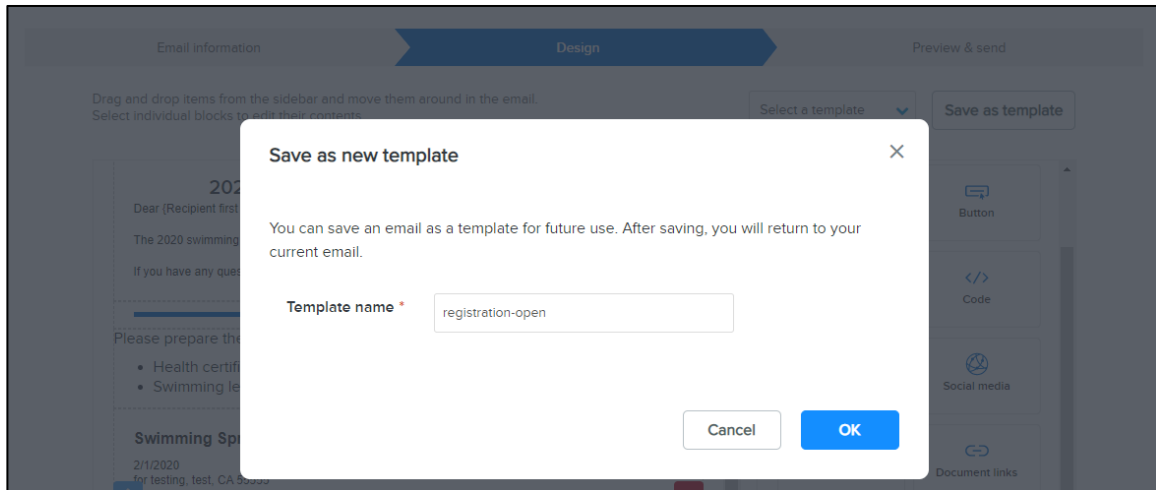 Email information
Design
Preview & send
Drag and drop items from the sidebar and move them around in the email.
Select individual blocks to edit their contents
Select a template
Save as template
Save as new template
You can save an email as a template for future use. After saving, you will return to your
current email.
Template name *
registration-open
Cancel
OK
202
Dear {Recipient first
The 2020 swimming
If you have any ques
Please prepare the
• Health certifi
• Swimming le
Swimming Spr
2/1/2020
for testing, test, CA 55555
Button
</>
Code
Social media
Document links